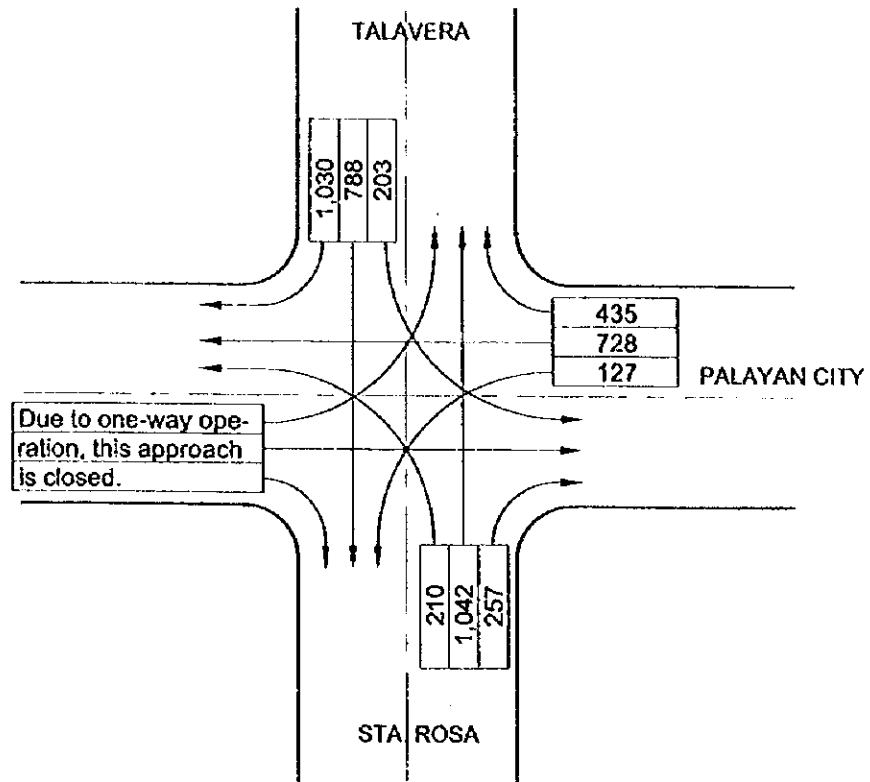 TALAVERA
1,030
788
203
435
728
127
PALAYAN CITY
Due to one-way ope-
ration, this approach
is closed.
210
1,042
257
STA. ROSA